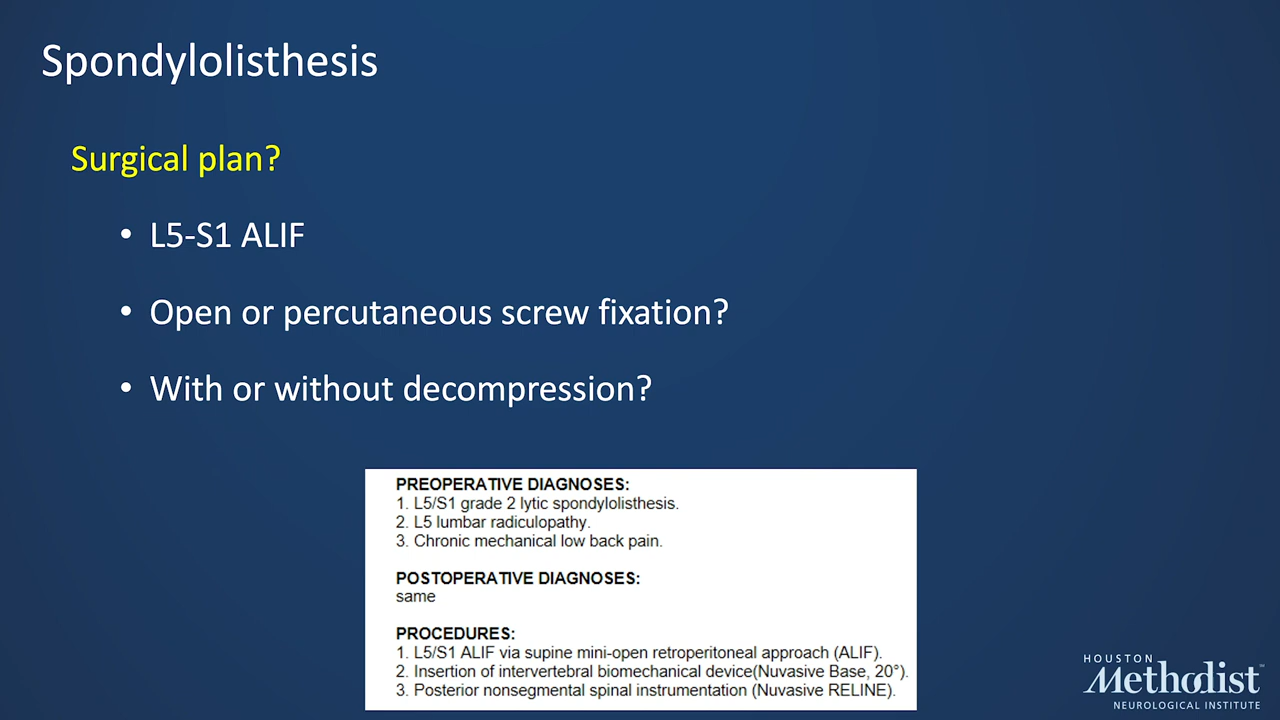 Spondylolisthesis
Surgical plan?
• L5-S1 ALIF
• Open or percutaneous screw fixation?
• With or without decompression?
PREOPERATIVE DIAGNOSES:
1. L5/S1 grade 2 lytic spondylolisthesis.
2. L5 lumbar radiculopathy.
3. Chronic mechanical low back pain.
POSTOPERATIVE DIAGNOSES:
same
PROCEDURES:
1. L5/S1 ALIF via supine mini-open retroperitoneal approach (ALIF).
2. Insertion of intervertebral biomechanical device(Nuvasive Base, 20°).
3. Posterior nonsegmental spinal instrumentation (Nuvasive RELINE).
HOUSTON
Methodist
NEUROLOGICAL INSTITUTE